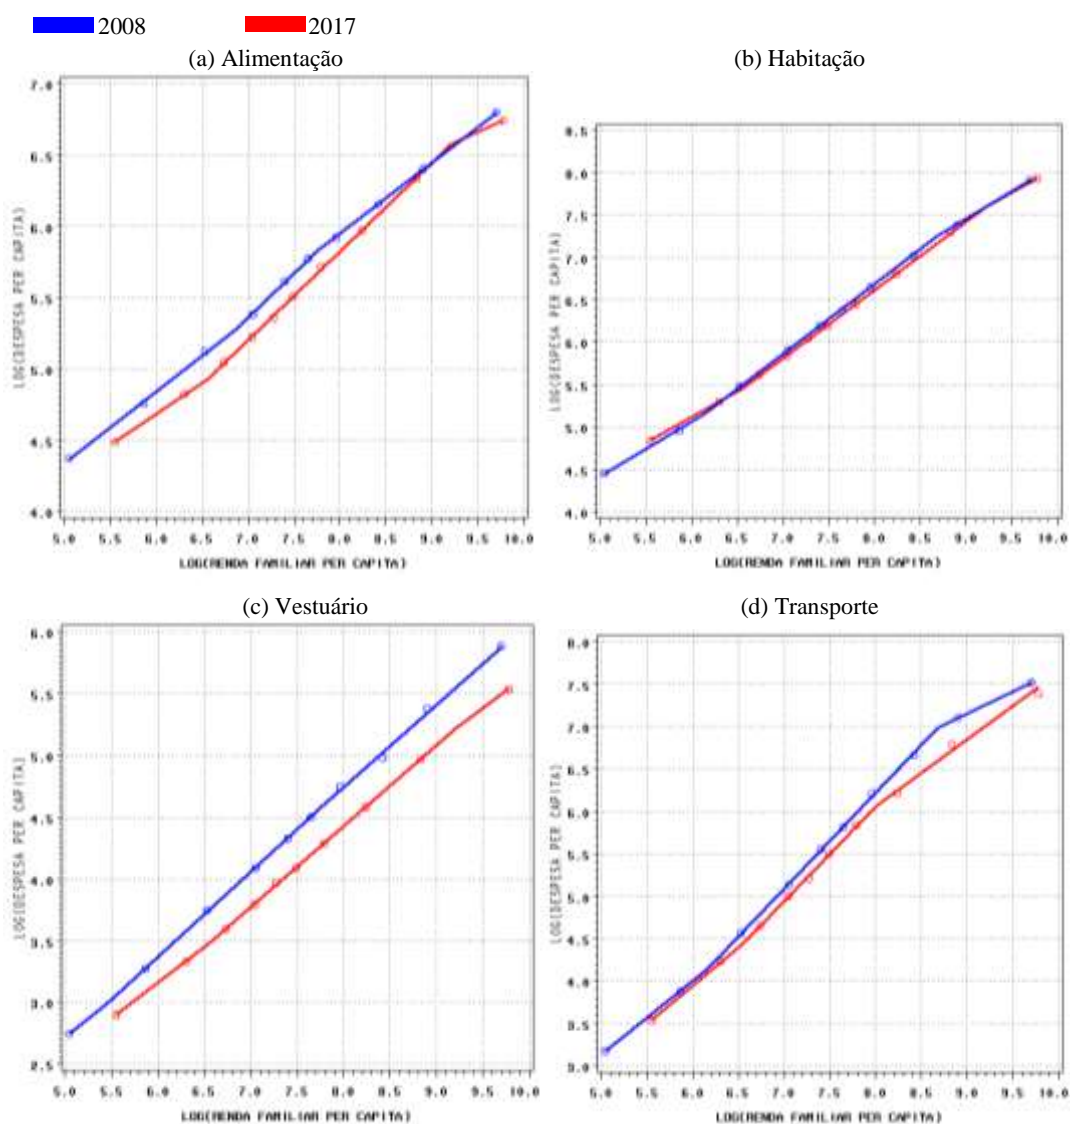 2008 2017
(a) Alimentação
(b) Habitação
7.0
6.5
6.0
5.5
5.0
4.5
4.0
LOG(DESPESA PER CAPITA)
5.0 5.5 6.0 6.5 7.0 7.5 8.0 8.5 9.0 9.5 10.0
LOG(RENDA FAMILIAR PER CAPITA)
8.5
8.0
7.5
7.0
6.5
6.0
5.5
5.0
4.5
4.0
LOG(DESPESA PER CAPITA)
5.0 5.5 6.0 6.5 7.0 7.5 8.0 8.5 9.0 9.5 10.0
LOG(RENDA FAMILIAR PER CAPITA)
(c) Vestuário
(d) Transporte
6.0
5.5
5.0
4.5
4.0
3.5
3.0
2.5
LOG(DESPESA PER CAPITA)
5.0 5.5 6.0 6.5 7.0 7.5 8.0 8.5 9.0 9.5 10.0
LOG(RENDA FAMILIAR PER CAPITA)
8.0
7.5
7.0
6.5
6.0
5.5
5.0
4.5
4.0
3.5
3.0
LOG(DESPESA PER CAPITA)
5.0 5.5 6.0 6.5 7.0 7.5 8.0 8.5 9.0 9.5 10.0
LOG(RENDA FAMILIAR PER CAPITA)